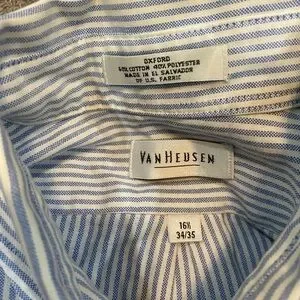 OXFORD
60% COTTON 40% POLYESTER
MADE IN EL SALVADOR
OF U.S. FABRIC
VAN HEUSEN
16½
34/35